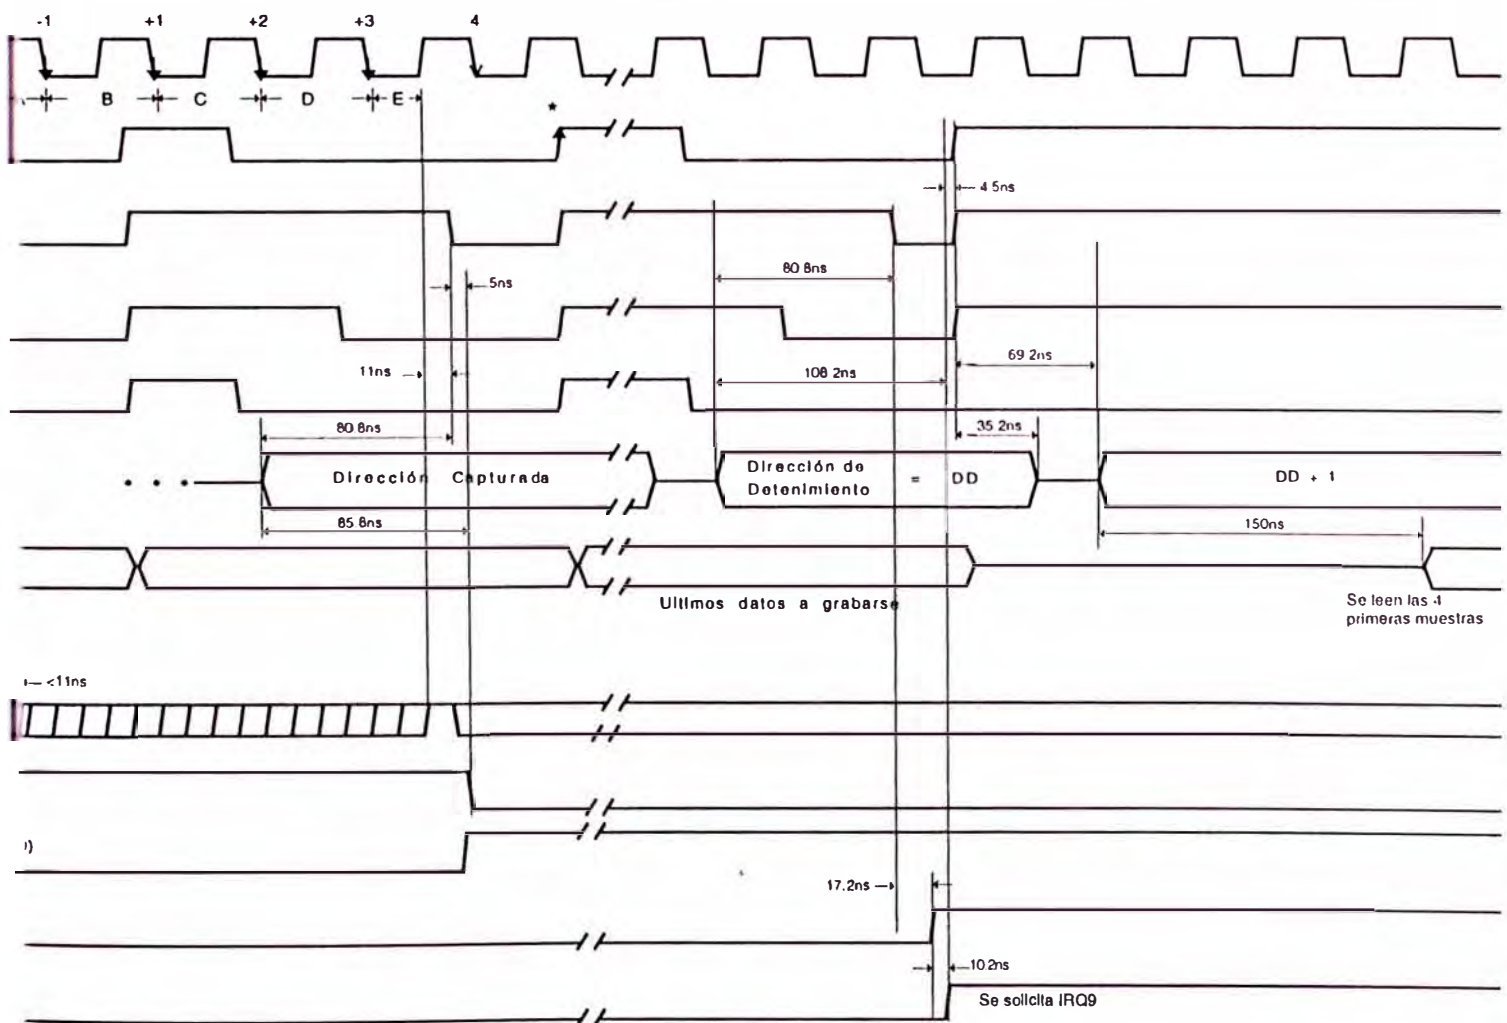 -1 +1 +2 +3 4
B C D E
*
4.5ns
80.8ns
5ns
69.2ns
11ns
108.2ns
80.8ns
35.2ns
Dirección Capturada
Dirección de
Detenimiento = DD
DD + 1
85.8ns
150ns
Ultimos datos a grabarse
Se leen las 4
primeras muestras
<11ns
)
17.2ns
10.2ns
Se solicita IRQ9